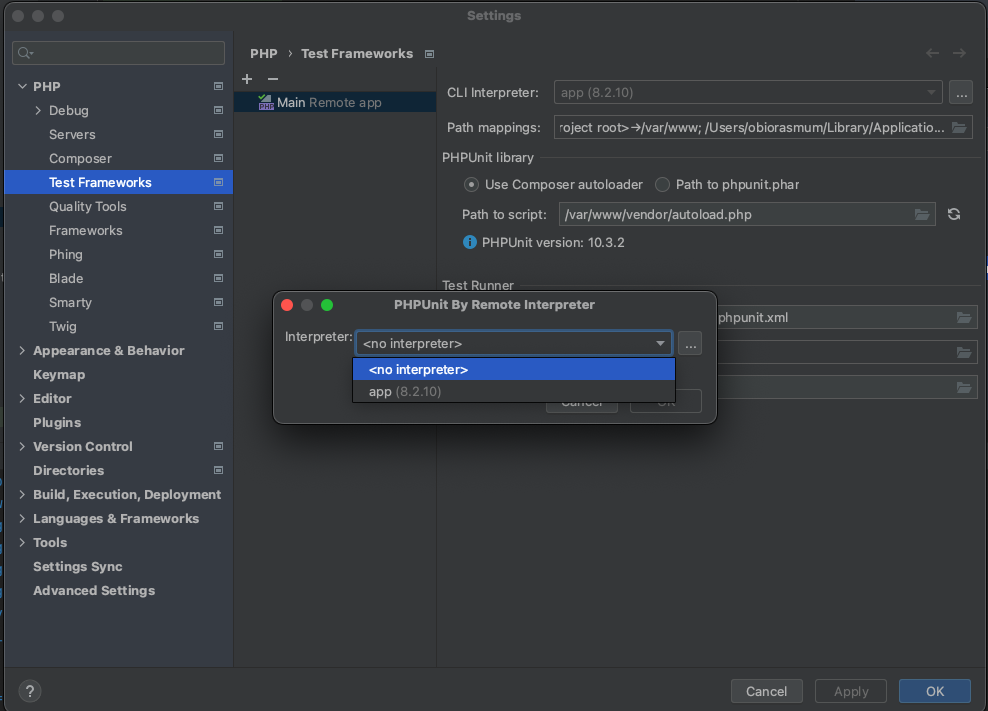 Settings
PHP
Debug
Servers
Composer
Test Frameworks
Quality Tools
Frameworks
Phing
Blade
Smarty
Twig
Appearance & Behavior
Keymap
Editor
Plugins
Version Control
Directories
Build, Execution, Deployment
Languages & Frameworks
Tools
Settings Sync
Advanced Settings
PHP › Test Frameworks
+ −
PHP Main Remote app
CLI Interpreter: app (8.2.10) ...
Path mappings: roject root>→/var/www; /Users/obiorasmum/Library/Applicatio...
PHPUnit library
Use Composer autoloader Path to phpunit.phar
Path to script: /var/www/vendor/autoload.php
PHPUnit version: 10.3.2
Test Runner
phpunit.xml
PHPUnit By Remote Interpreter
Interpreter: <no interpreter> ...
<no interpreter>
app (8.2.10)
Cancel OK
? Cancel Apply OK